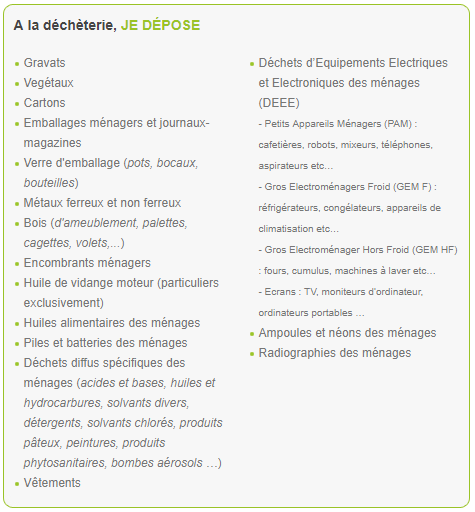 A la déchèterie, JE DÉPOSE
• Gravats
• Végétaux
• Cartons
• Emballages ménagers et journaux-
magazines
• Verre d'emballage (pots, bocaux,
bouteilles)
• Métaux ferreux et non ferreux
• Bois (d'ameublement, palettes,
cagettes, volets,...)
• Encombrants ménagers
• Huile de vidange moteur (particuliers
exclusivement)
• Huiles alimentaires des ménages
• Piles et batteries des ménages
• Déchets diffus spécifiques des
ménages (acides et bases, huiles et
hydrocarbures, solvants divers,
détergents, solvants chlorés, produits
pâteux, peintures, produits
phytosanitaires, bombes aérosols …)
• Vêtements
• Déchets d'Equipements Electriques
et Electroniques des ménages
(DEEE)
- Petits Appareils Ménagers (PAM) :
cafetières, robots, mixeurs, téléphones,
aspirateurs etc…
- Gros Electroménagers Froid (GEM F) :
réfrigérateurs, congélateurs, appareils de
climatisation etc…
- Gros Electroménager Hors Froid (GEM HF)
: fours, cumulus, machines à laver etc…
- Ecrans : TV, moniteurs d'ordinateur,
ordinateurs portables …
• Ampoules et néons des ménages
• Radiographies des ménages